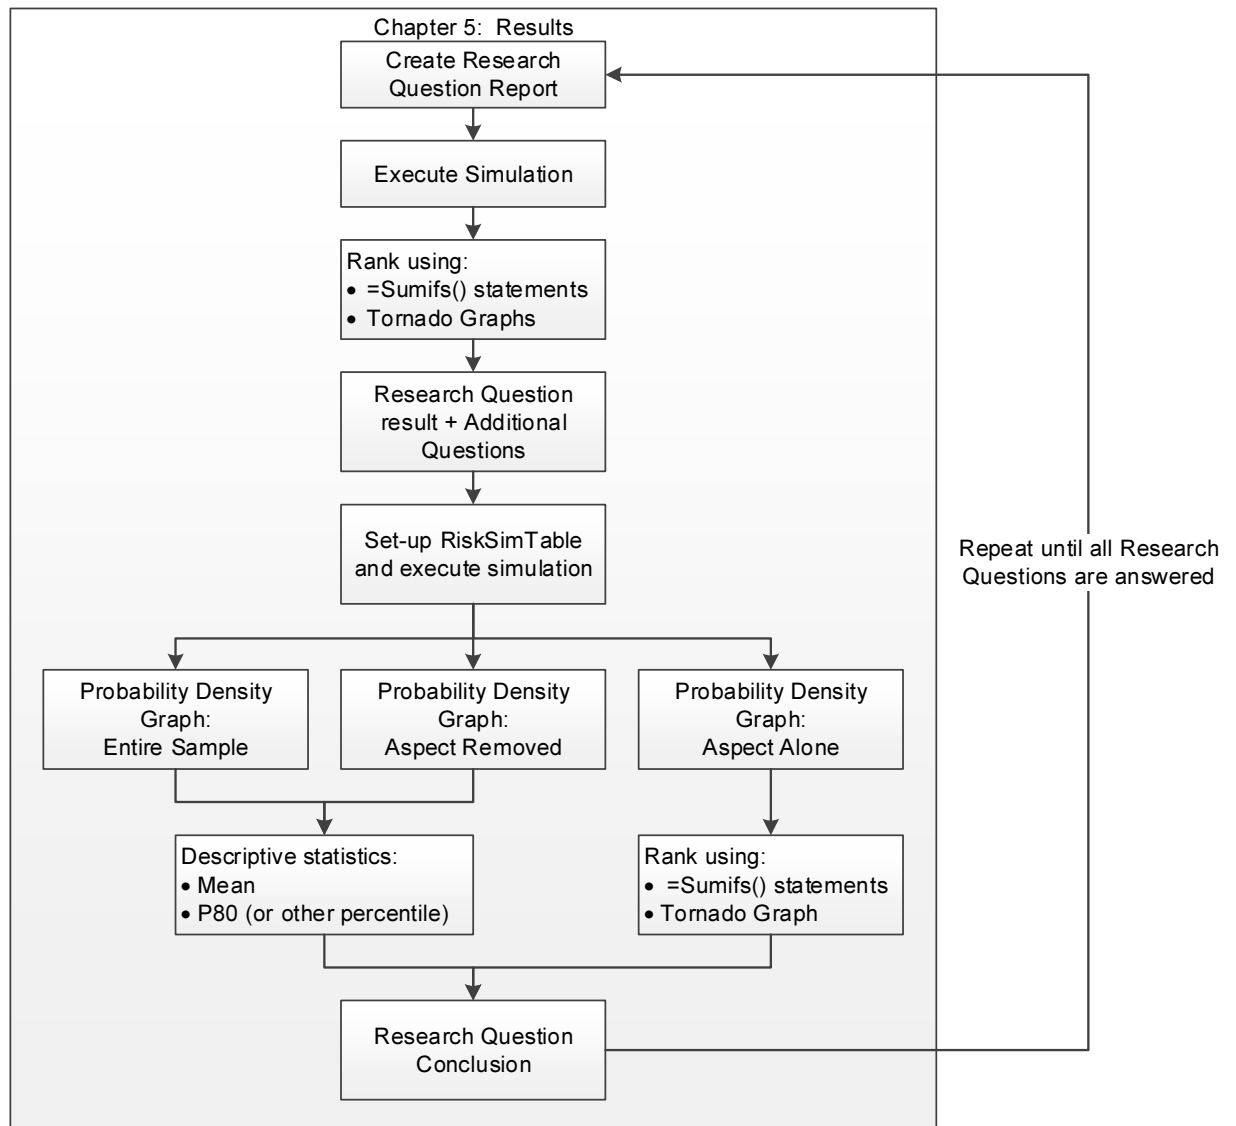 Chapter 5:  Results
Create Research
Question Report
Execute Simulation
Rank using:
• =Sumifs() statements
• Tornado Graphs
Research Question
result + Additional
Questions
Set-up RiskSimTable
and execute simulation
Repeat until all Research
Questions are answered
Probability Density
Graph:
Entire Sample
Probability Density
Graph:
Aspect Removed
Probability Density
Graph:
Aspect Alone
Descriptive statistics:
• Mean
• P80 (or other percentile)
Rank using:
• =Sumifs() statements
• Tornado Graph
Research Question
Conclusion